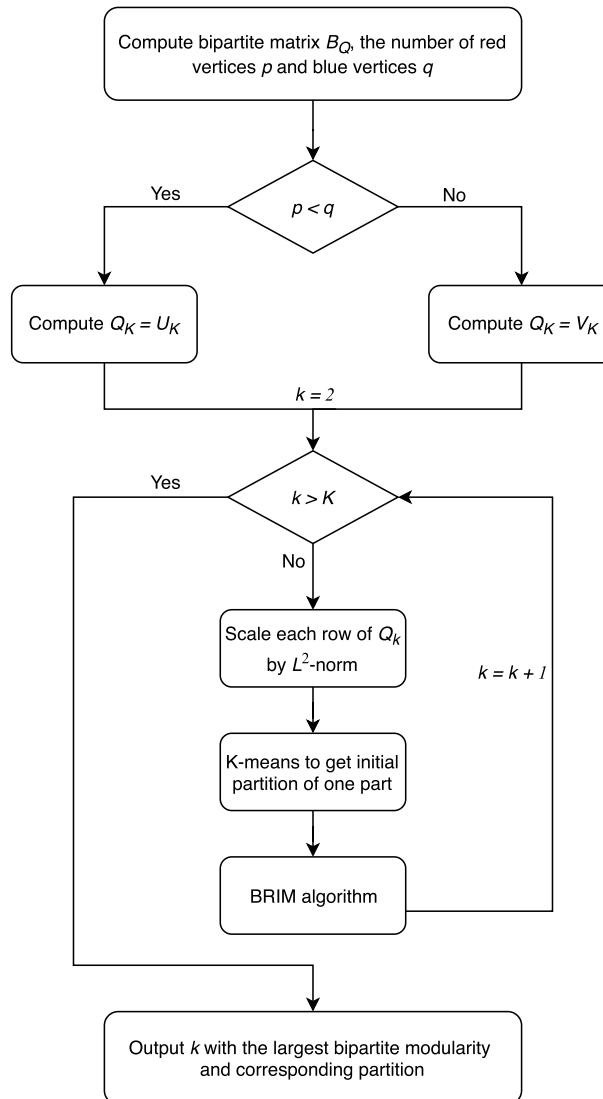 Compute bipartite matrix B_Q, the number of red
vertices p and blue vertices q
Yes
p < q
No
Compute Q_K = U_K
Compute Q_K = V_K
k = 2
Yes
k > K
No
Scale each row of Q_k
by L²-norm
k = k + 1
K-means to get initial
partition of one part
BRIM algorithm
Output k with the largest bipartite modularity
and corresponding partition